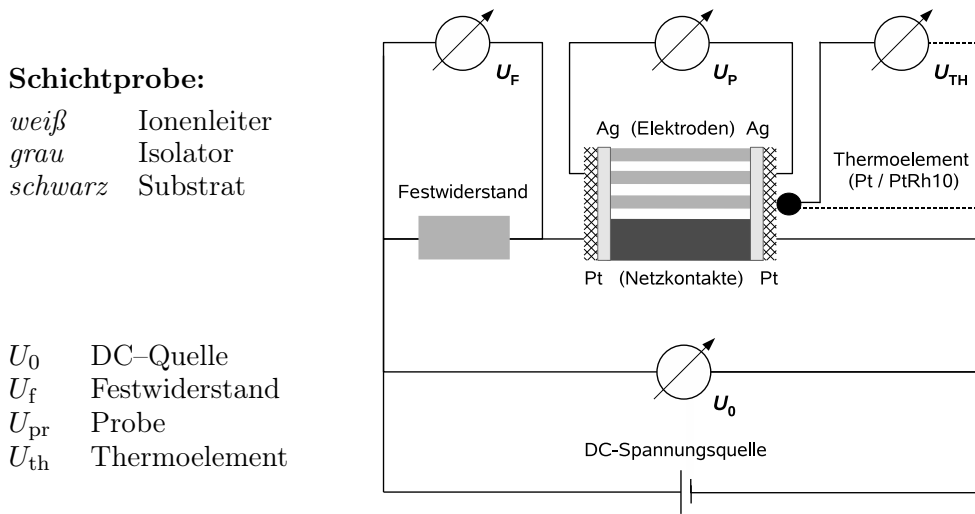 Schichtprobe:
weiß Ionenleiter
grau Isolator
schwarz Substrat
U0 DC–Quelle
Uf Festwiderstand
Upr Probe
Uth Thermoelement
UF
UP
UTH
Ag (Elektroden) Ag
Thermoelement
(Pt / PtRh10)
Festwiderstand
Pt (Netzkontakte) Pt
U0
DC-Spannungsquelle